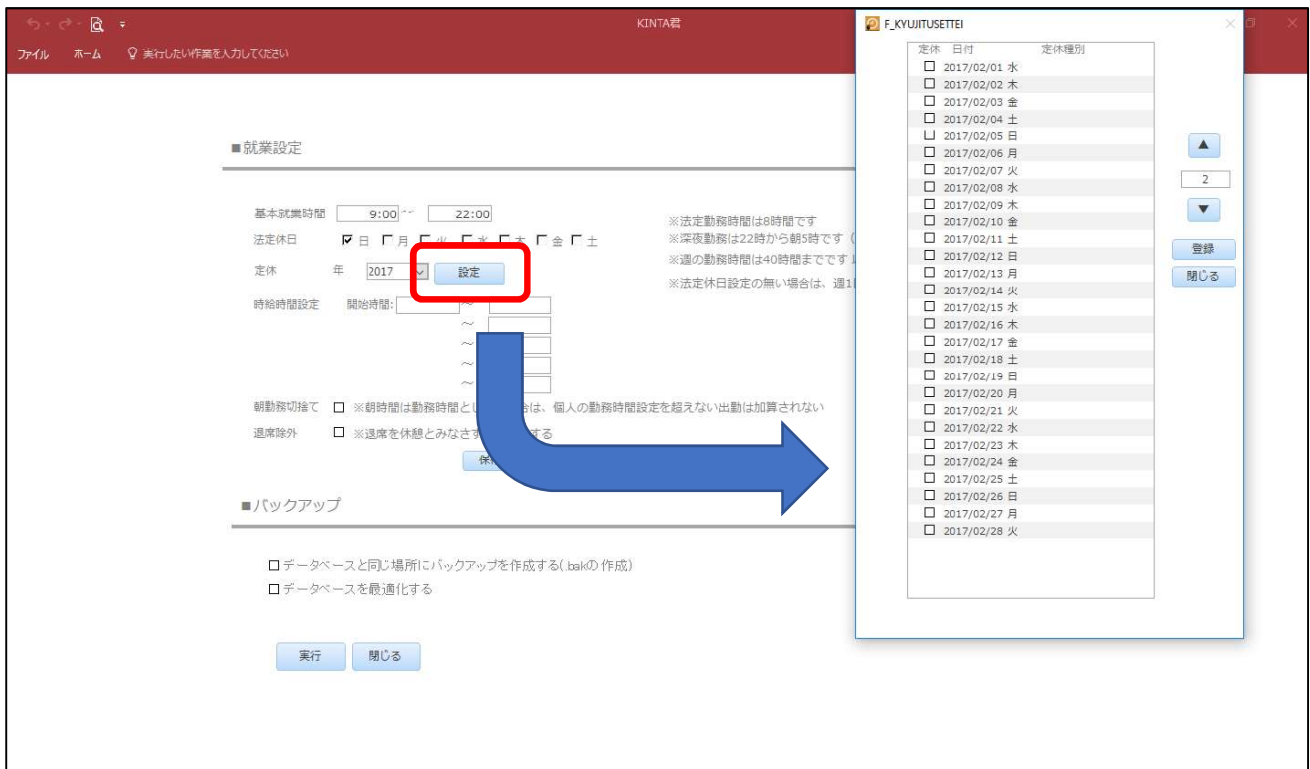 KINTA君
ファイル ホーム 実行したい作業を入力してください
■就業設定
基本就業時間 9:00 ～ 22:00
法定休日 日 月 火 水 木 金 土
定休 年 2017 設定
時給時間設定 開始時間: ～
～
～
～
～
※法定勤務時間は8時間です
※深夜勤務は22時から朝5時です（
※週の勤務時間は40時間までです
※法定休日設定の無い場合は、週1
朝勤務切捨て ※朝時間は勤務時間とし 合は、個人の勤務時間設定を超えない出勤は加算されない
退席除外 ※退席を休憩とみなさず する
保
■バックアップ
データベースと同じ場所にバックアップを作成する(.bakの作成)
データベースを最適化する
実行 閉じる
F_KYUJITUSETTEI
定休 日付 定休種別
2017/02/01 水
2017/02/02 木
2017/02/03 金
2017/02/04 土
2017/02/05 日
2017/02/06 月
2017/02/07 火
2017/02/08 水
2017/02/09 木
2017/02/10 金
2017/02/11 土
2017/02/12 日
2017/02/13 月
2017/02/14 火
2017/02/15 水
2017/02/16 木
2017/02/17 金
2017/02/18 土
2017/02/19 日
2017/02/20 月
2017/02/21 火
2017/02/22 水
2017/02/23 木
2017/02/24 金
2017/02/25 土
2017/02/26 日
2017/02/27 月
2017/02/28 火
▲
2
▼
登録
閉じる